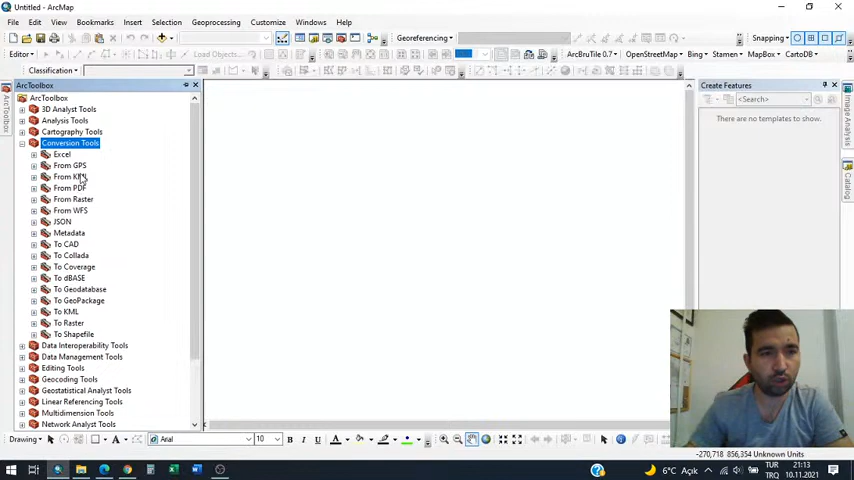 Untitled - ArcMap
File Edit View Bookmarks Insert Selection Geoprocessing Customize Windows Help
Georeferencing
Snapping
Editor
Load Objects...
ArcBruTile 0.7 OpenStreetMap Bing Stamen MapBox CartoDB
Classification
ArcToolbox
ArcToolbox
3D Analyst Tools
Analysis Tools
Cartography Tools
Conversion Tools
Excel
From GPS
From KML
From PDF
From Raster
From WFS
JSON
Metadata
To CAD
To Collada
To Coverage
To dBASE
To Geodatabase
To GeoPackage
To KML
To Raster
To Shapefile
Data Interoperability Tools
Data Management Tools
Editing Tools
Geocoding Tools
Geostatistical Analyst Tools
Linear Referencing Tools
Multidimension Tools
Network Analyst Tools
ArcToolbox
Create Features
<Search>
There are no templates to show.
Image Analysis
Catalog
Drawing
Arial
10
B I U A
-270,718 856,354 Unknown Units
6°C Açık
TUR
TRQ
21:13
10.11.2021